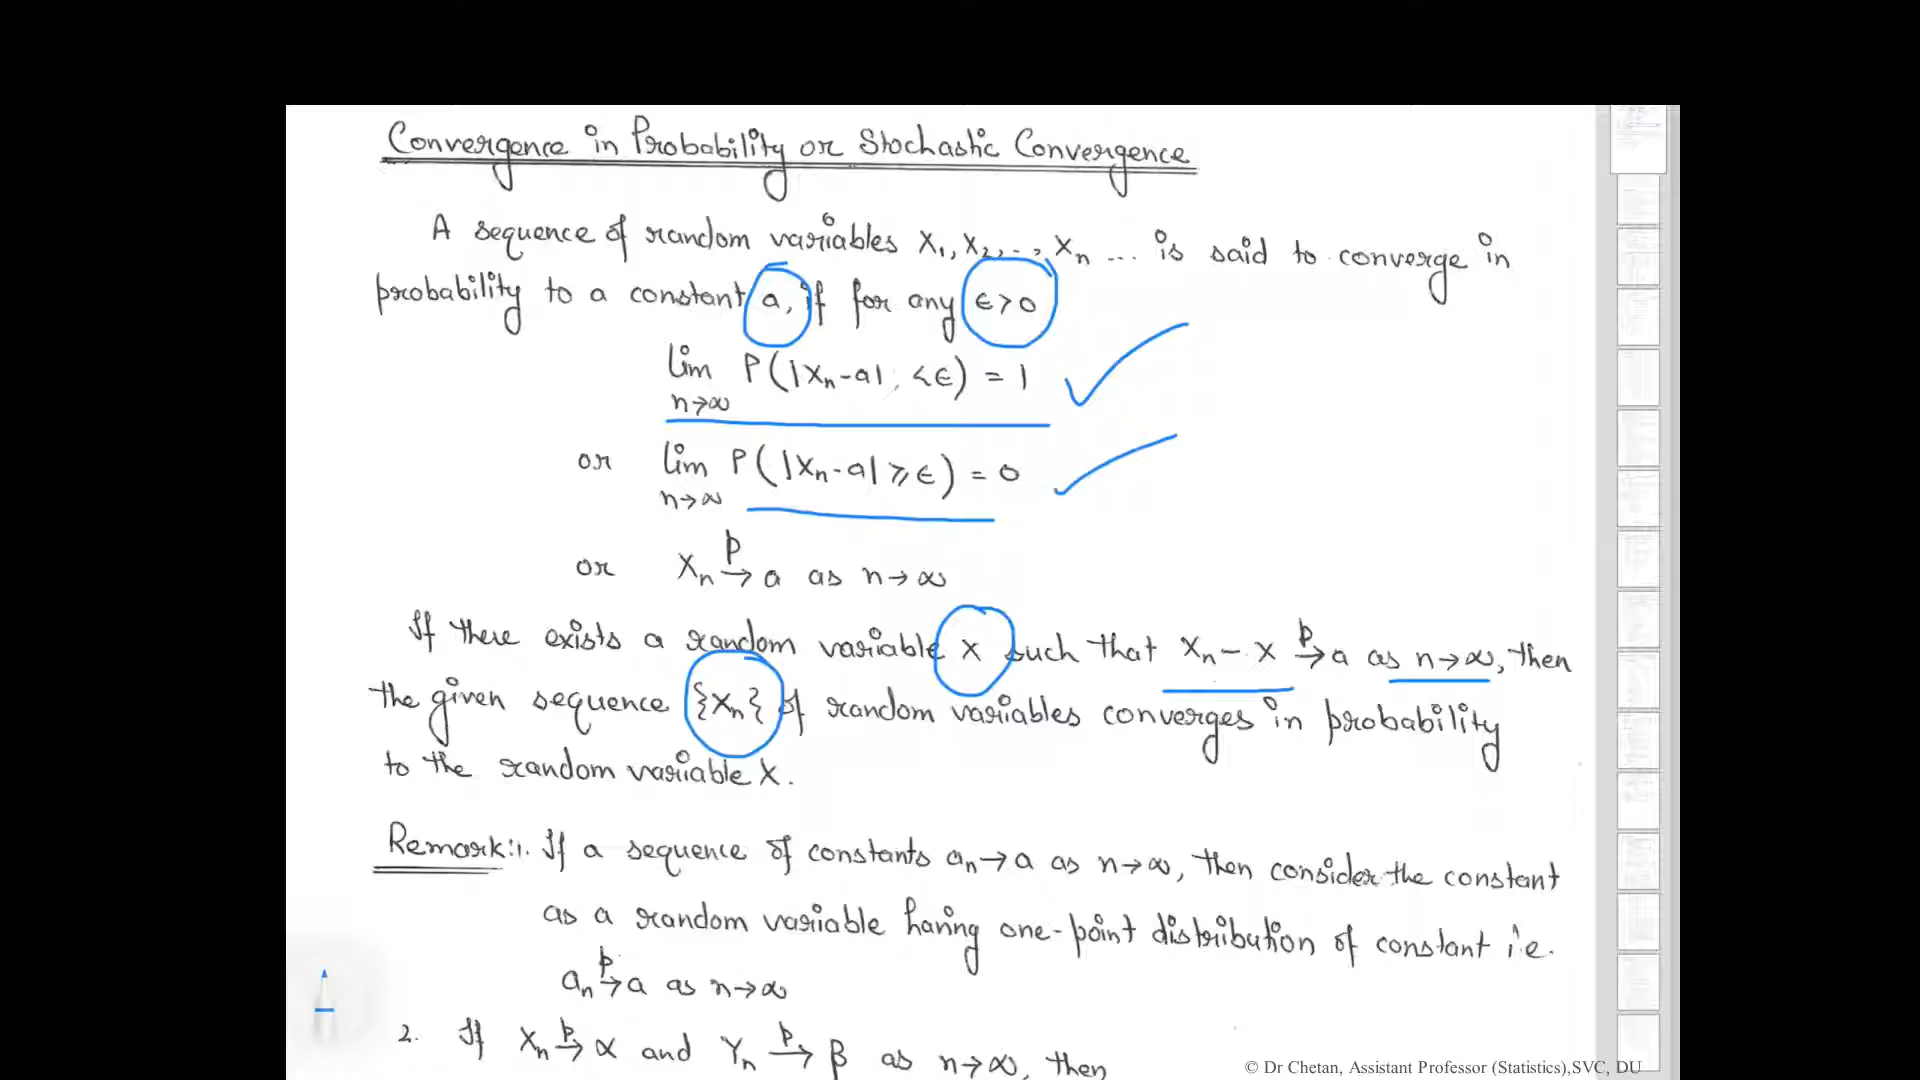 Convergence in Probability or Stochastic Convergence
A sequence of random variables X₁, X₂, .., Xₙ ... is said to converge in
probability to a constant a, if for any ϵ>0
lim P(|Xₙ-a| <ϵ) = 1
n→∞
or lim P(|Xₙ-a| ≥ ϵ) = 0
n→∞
or Xₙ →ᵖ a as n→∞
If there exists a random variable X such that Xₙ - X →ᵖ a as n→∞, then
the given sequence {Xₙ} of random variables converges in probability
to the random variable X.
Remark:1. If a sequence of constants aₙ→a as n→∞, then consider the constant
as a random variable having one-point distribution of constant i.e.
aₙ →ᵖ a as n→∞
2. If Xₙ →ᵖ α and Yₙ →ᵖ β as n→∞, then
© Dr Chetan, Assistant Professor (Statistics),SVC, DU